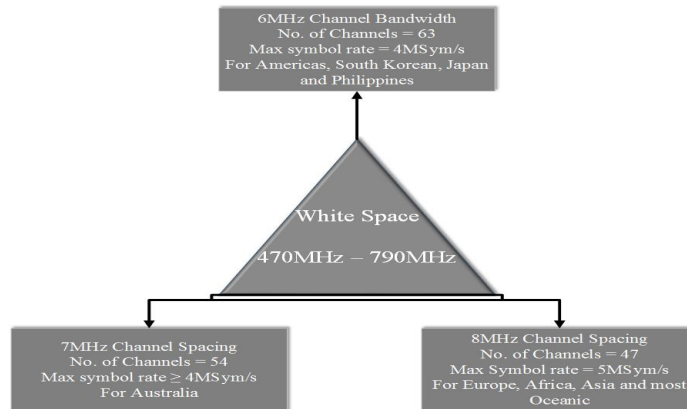 6MHz Channel Bandwidth
No. of Channels = 63
Max symbol rate = 4MSym/s
For Americas, South Korean, Japan
and Philippines
White Space
470MHz – 790MHz
7MHz Channel Spacing
No. of Channels = 54
Max symbol rate ≥ 4MSym/s
For Australia
8MHz Channel Spacing
No. of Channels = 47
Max Symbol rate = 5MSym/s
For Europe, Africa, Asia and most
Oceanic